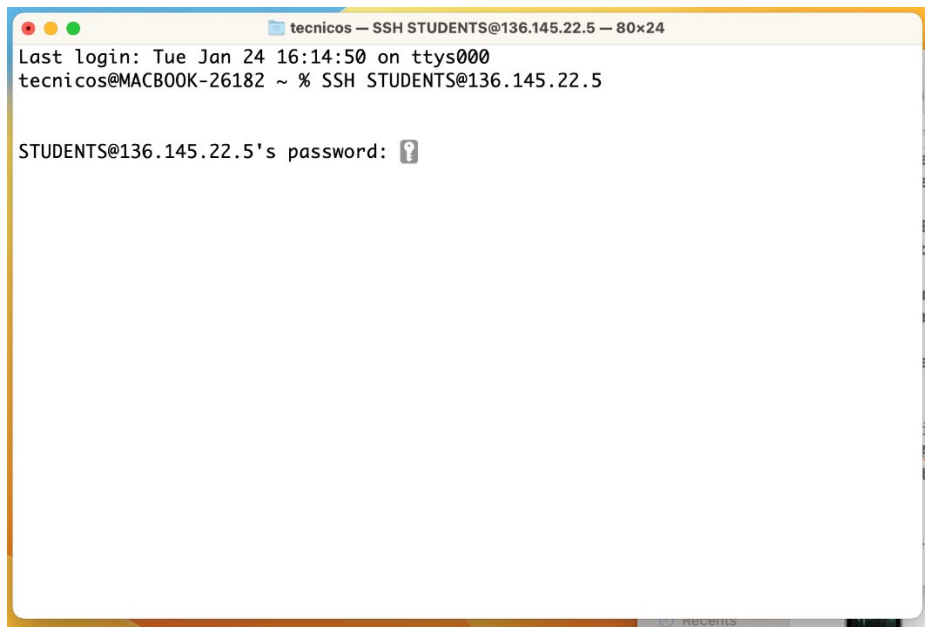 tecnicos — SSH STUDENTS@136.145.22.5 — 80×24
Last login: Tue Jan 24 16:14:50 on ttys000
tecnicos@MACBOOK-26182 ~ % SSH STUDENTS@136.145.22.5
STUDENTS@136.145.22.5's password:
Recents